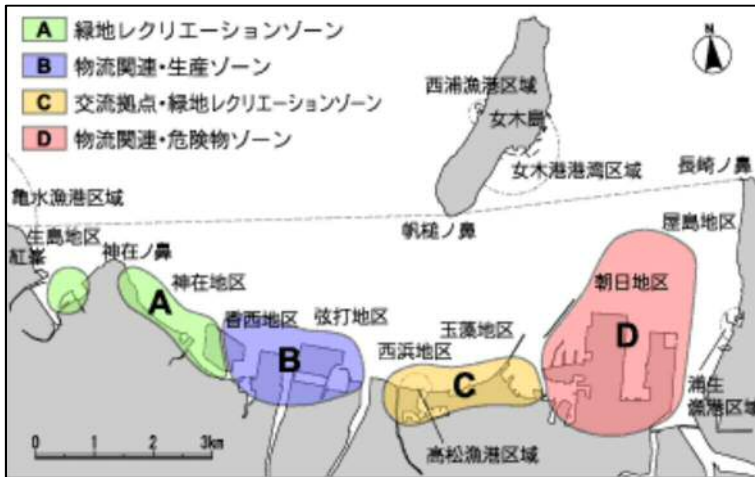 A 緑地レクリエーションゾーン
B 物流関連・生産ゾーン
C 交流拠点・緑地レクリエーションゾーン
D 物流関連・危険物ゾーン
N
西浦漁港区域
女木島
女木港港湾区域
長崎ノ鼻
亀水漁港区域
帆槌ノ鼻
屋島地区
生島地区
紅峯
神在ノ鼻
神在地区
朝日地区
A
香西地区
弦打地区
玉藻地区
西浜地区
B
C
D
浦生
漁港区域
高松漁港区域
0 1 2 3km